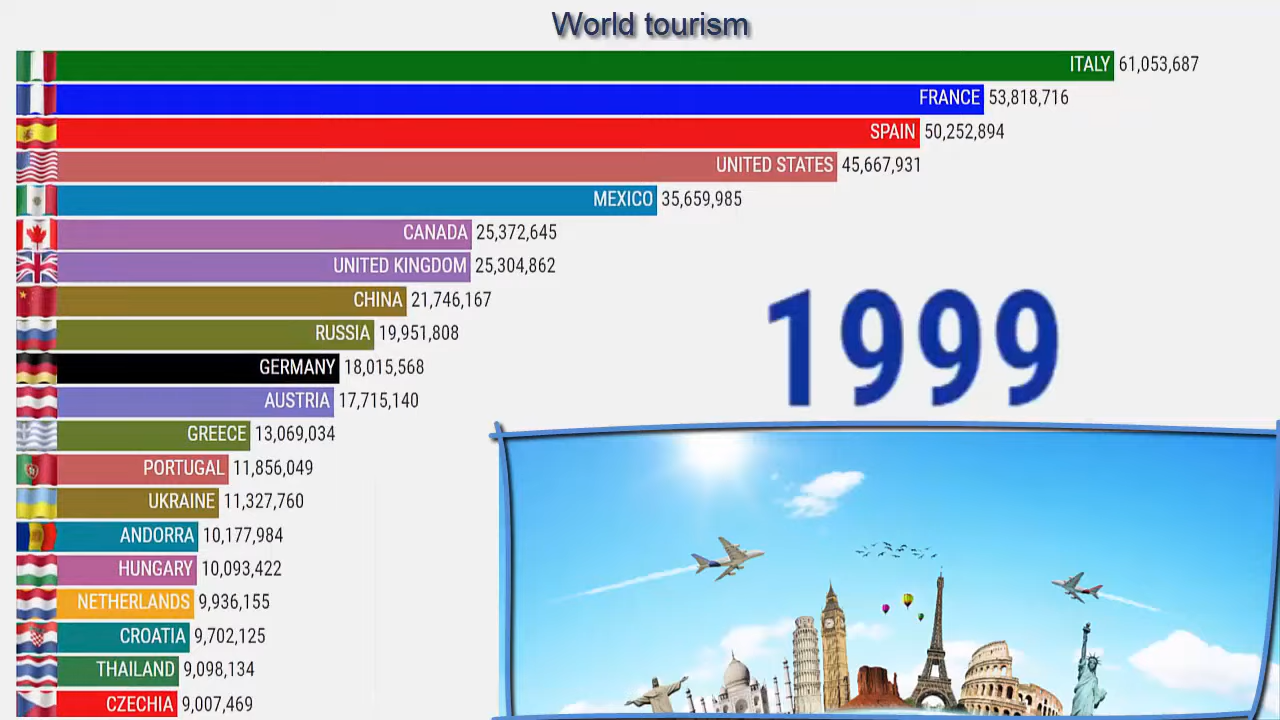 World tourism
ITALY 61,053,687
FRANCE 53,818,716
SPAIN 50,252,894
UNITED STATES 45,667,931
MEXICO 35,659,985
CANADA 25,372,645
UNITED KINGDOM 25,304,862
CHINA 21,746,167
RUSSIA 19,951,808
GERMANY 18,015,568
AUSTRIA 17,715,140
GREECE 13,069,034
PORTUGAL 11,856,049
UKRAINE 11,327,760
ANDORRA 10,177,984
HUNGARY 10,093,422
NETHERLANDS 9,936,155
CROATIA 9,702,125
THAILAND 9,098,134
CZECHIA 9,007,469
1999